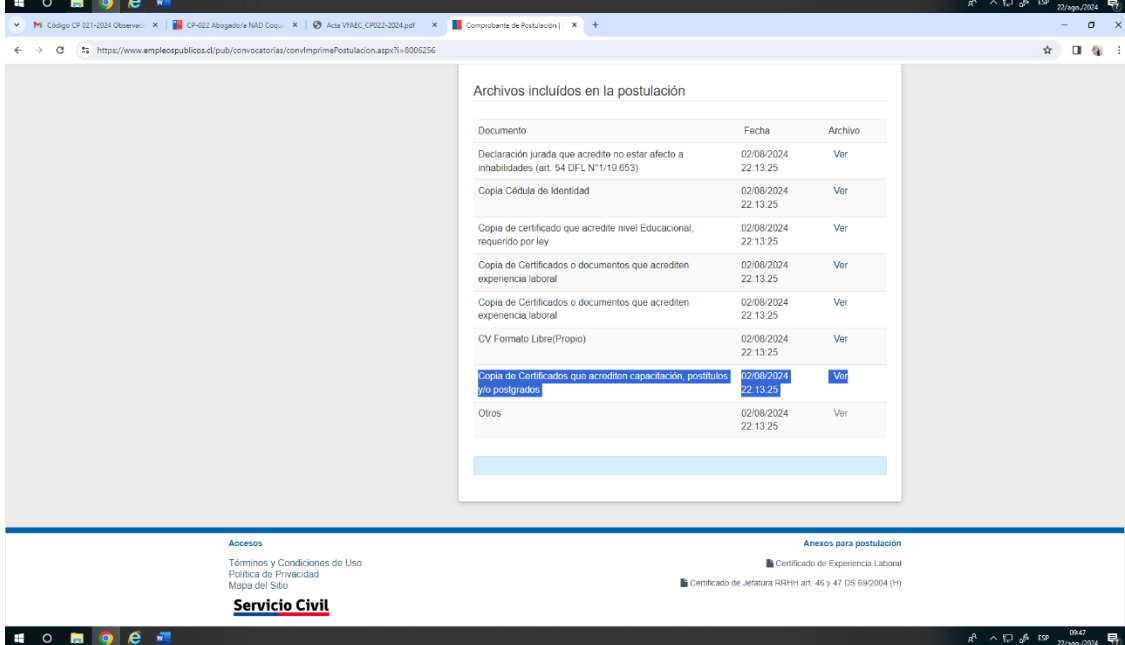 22/ago./2024
Código CP 021-2024 Observaci
CP-022 Abogado/a NAD Coqui
Acta VFAEC_CP022-2024.pdf
Comprobante de Postulación |
https://www.empleospublicos.cl/pub/convocatorias/convImprimePostulacion.aspx?i=8006256
Archivos incluídos en la postulación
Documento Fecha Archivo
Declaración jurada que acredite no estar afecto a 02/08/2024 Ver
inhabilidades (art. 54 DFL N°1/19.653) 22:13:25
Copia Cédula de Identidad 02/08/2024 Ver
22:13:25
Copia de certificado que acredite nivel Educacional, 02/08/2024 Ver
requerido por ley 22:13:25
Copia de Certificados o documentos que acrediten 02/08/2024 Ver
experiencia laboral 22:13:25
Copia de Certificados o documentos que acrediten 02/08/2024 Ver
experiencia laboral 22:13:25
CV Formato Libre(Propio) 02/08/2024 Ver
22:13:25
Copia de Certificados que acrediten capacitación, postítulos 02/08/2024 Ver
y/o postgrados 22:13:25
Otros 02/08/2024 Ver
22:13:25
Accesos
Términos y Condiciones de Uso
Política de Privacidad
Mapa del Sitio
Servicio Civil
Anexos para postulación
Certificado de Experiencia Laboral
Certificado de Jefatura RRHH art. 46 y 47 DS 69/2004 (H)
ESP 09:47
22/ago./2024